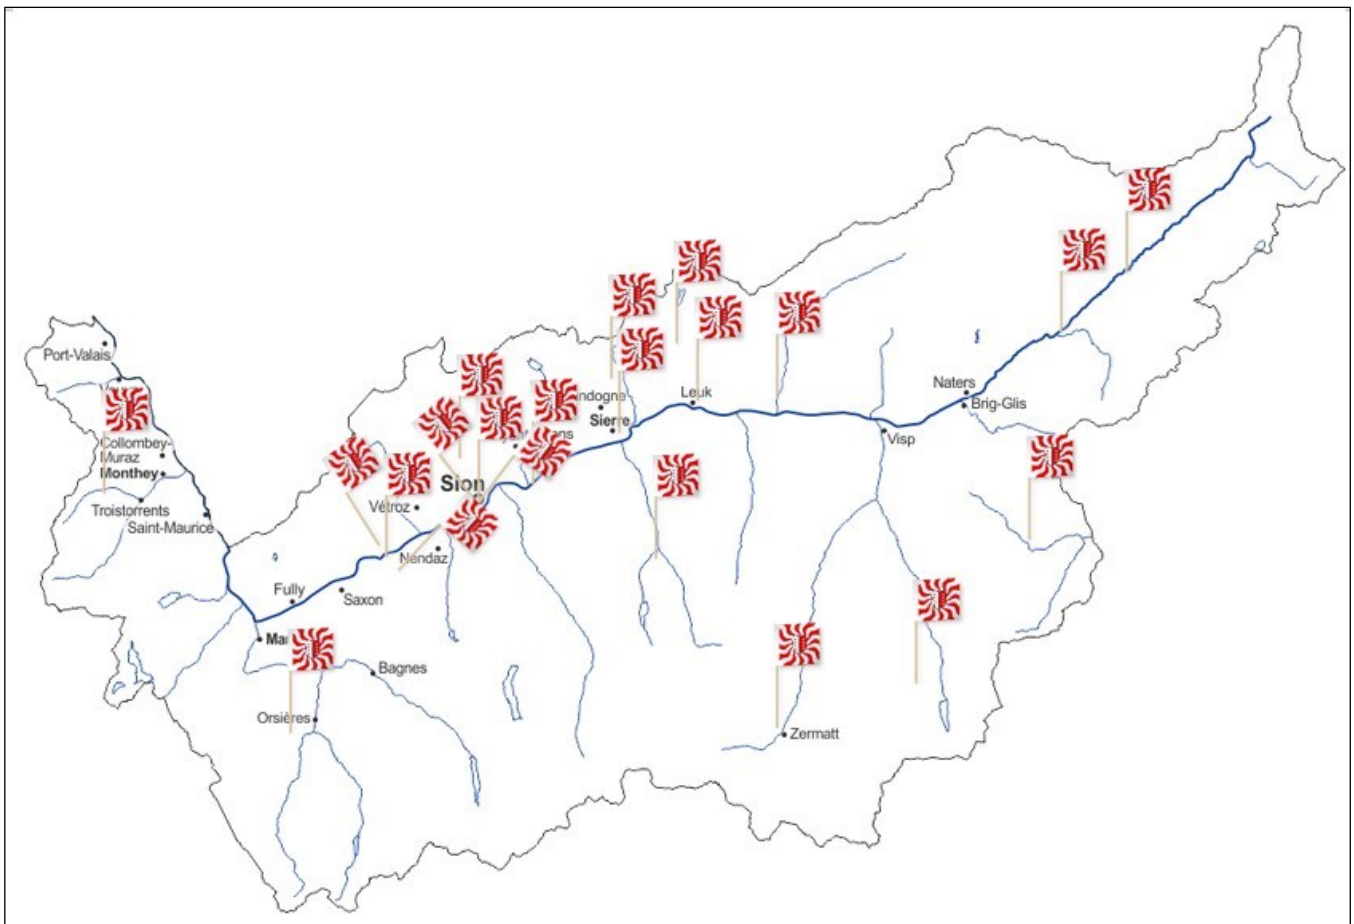 Port-Valais
Collombey-
Muraz
Monthey
Troistorrents
Saint-Maurice
Vétroz
Sion
Nendaz
Fully
Saxon
Bagnes
Orsières
Sierre
Leuk
Naters
Brig-Glis
Visp
Zermatt